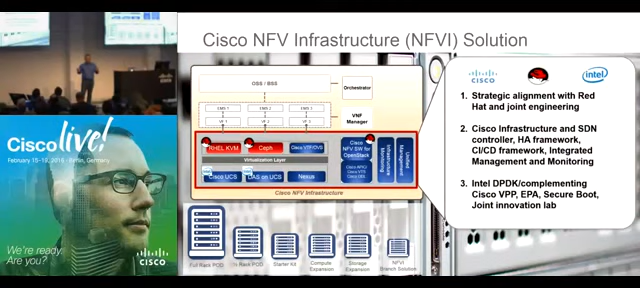 Cisco NFV Infrastructure (NFVI) Solution
OSS / BSS
Orchestrator
EMS 1
EMS 2
EMS 3
VNF
Manager
VF 1
VF 2
VF 3
RHEL KVM
Ceph
Cisco VTF/OVS
Virtualization Layer
Cisco UCS
DAS on UCS
Nexus
Cisco
NFV SW for
OpenStack
Infrastructure
Monitoring
Unified
Management
Cisco NFV Infrastructure
Full Rack POD
Starter Kit
Compute
Expansion
Storage
Expansion
NFVI
Branch Solution
CISCO
intel
1. Strategic alignment with Red
Hat and joint engineering
2. Cisco Infrastructure and SDN
controller, HA framework,
CI/CD framework, Integrated
Management and Monitoring
3. Intel DPDK/complementing
Cisco VPP, EPA, Secure Boot,
Joint innovation lab
Cisco live!
February 15-19, 2016 • Berlin, Germany
We're ready.
Are you?
CISCO